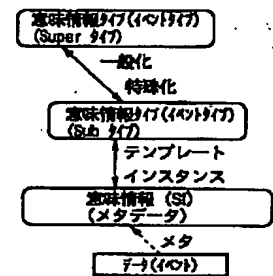 意味情報タイプ(イベントタイプ)
(Super タイプ)
一般化
特殊化
意味情報タイプ(イベントタイプ)
(Sub タイプ)
テンプレート
インスタンス
意味情報 (SI)
(メタデータ)
メタ
データ(イベント)